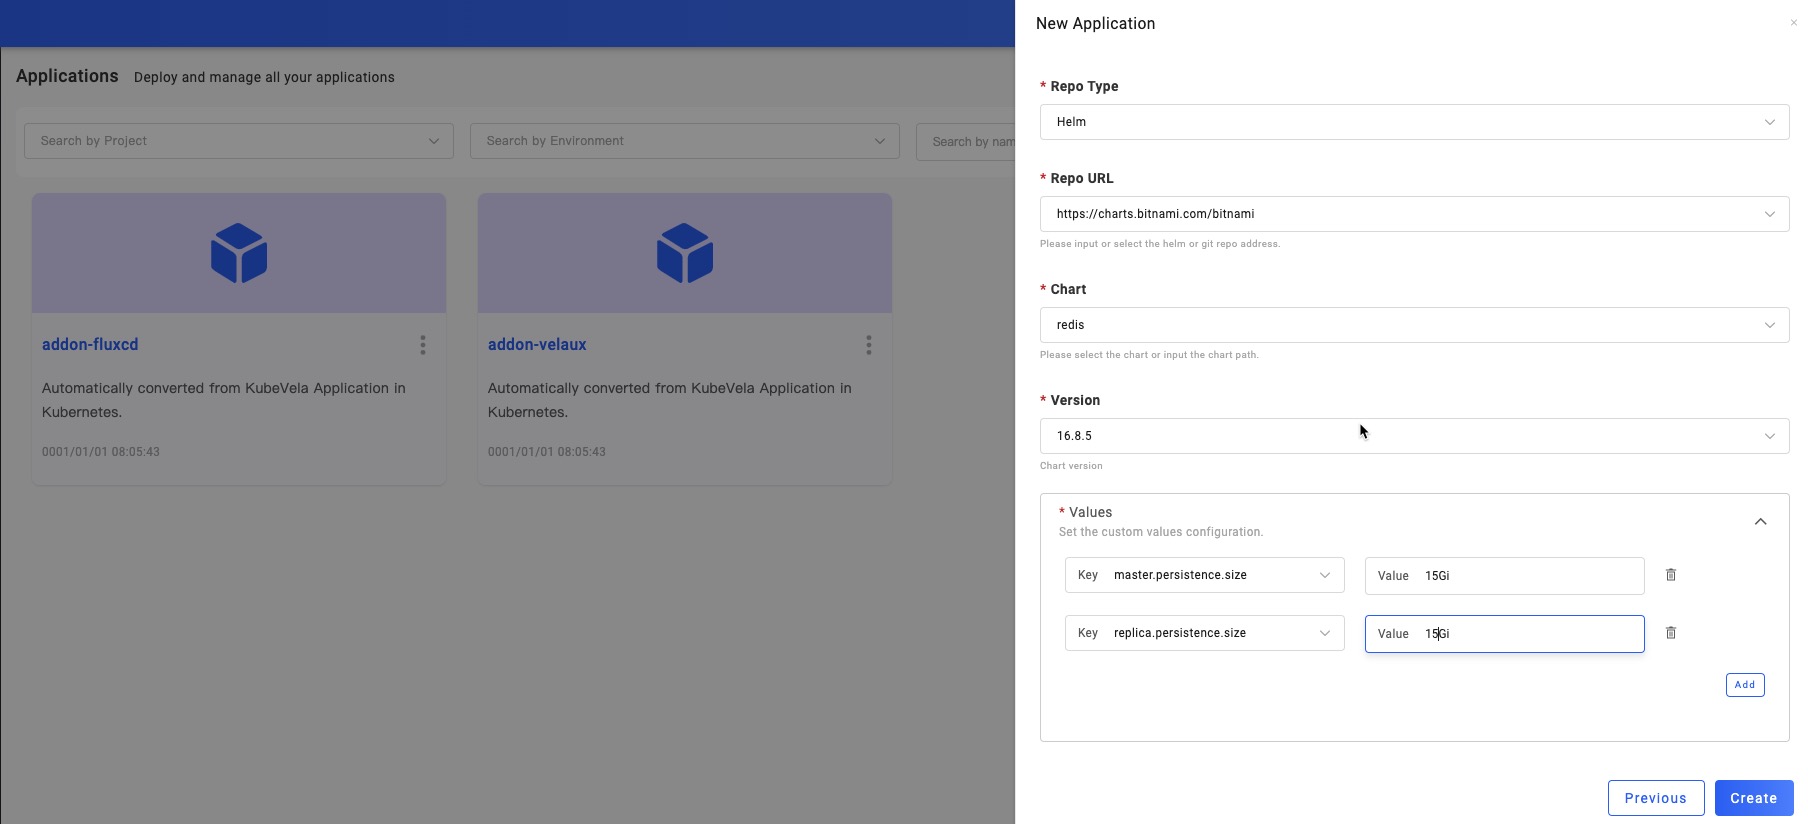 New Application
×
Applications Deploy and manage all your applications
Search by Project
Search by Environment
Search by nam
addon-fluxcd
Automatically converted from KubeVela Application in
Kubernetes.
0001/01/01 08:05:43
addon-velaux
Automatically converted from KubeVela Application in
Kubernetes.
0001/01/01 08:05:43
* Repo Type
Helm
* Repo URL
https://charts.bitnami.com/bitnami
Please input or select the helm or git repo address.
* Chart
redis
Please select the chart or input the chart path.
* Version
16.8.5
Chart version
* Values
Set the custom values configuration.
Key master.persistence.size Value 15Gi
Key replica.persistence.size Value 15Gi
Add
Previous Create